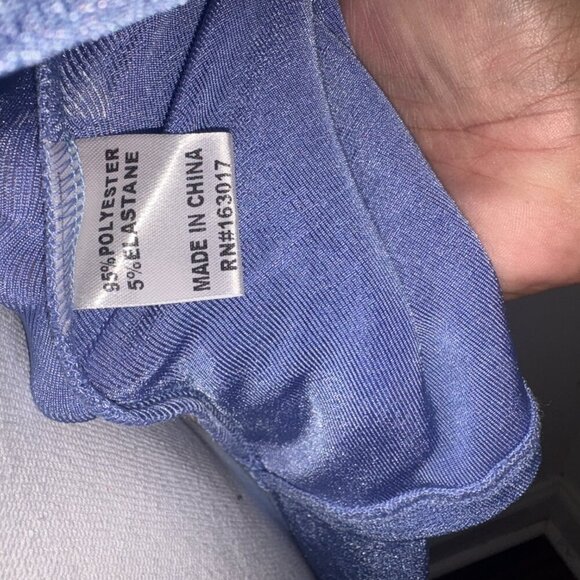 95%POLYESTER
5%ELASTANE
MADE IN CHINA
RN#163017